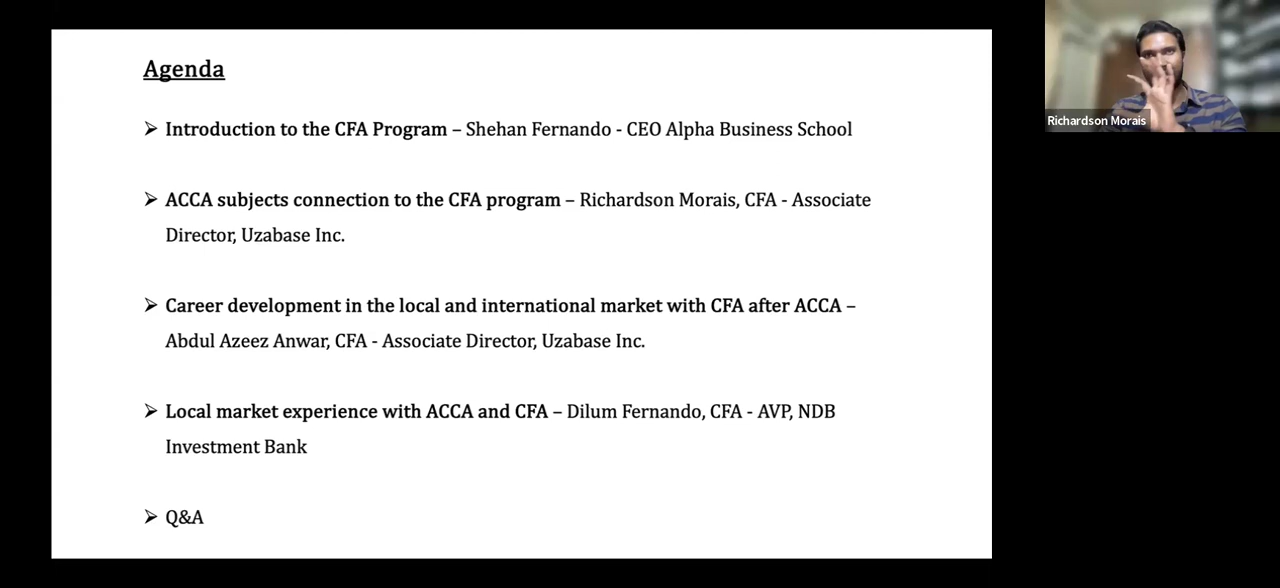 Agenda
➢ Introduction to the CFA Program – Shehan Fernando - CEO Alpha Business School
➢ ACCA subjects connection to the CFA program – Richardson Morais, CFA - Associate
Director, Uzabase Inc.
➢ Career development in the local and international market with CFA after ACCA –
Abdul Azeez Anwar, CFA - Associate Director, Uzabase Inc.
➢ Local market experience with ACCA and CFA – Dilum Fernando, CFA - AVP, NDB
Investment Bank
➢ Q&A
Richardson Morais